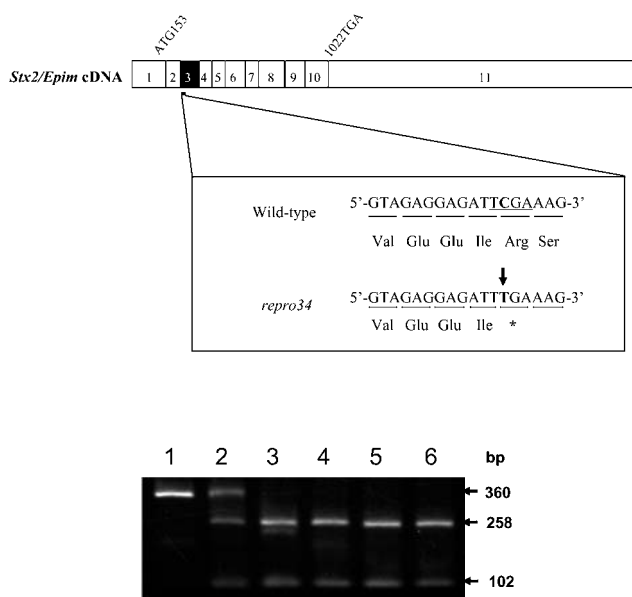 ATG153
1022TGA
Stx2/Epim cDNA
1 2 3 4 5 6 7 8 9 10 11
Wild-type
5’-GTAGAGGAGATTCGAAAG-3’
Val Glu Glu Ile Arg Ser
repro34
5’-GTAGAGGAGATTTGAAAG-3’
Val Glu Glu Ile *
1 2 3 4 5 6 bp
360
258
102